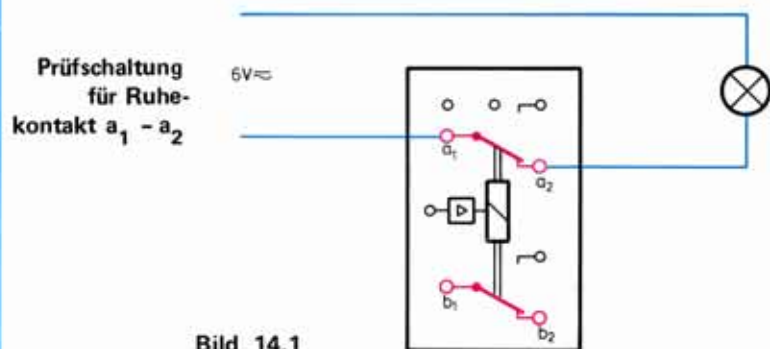 Prüfschaltung
für Ruhe-
kontakt a₁ – a₂
6V≂
a₁
a₂
b₁
b₂
Bild 14.1